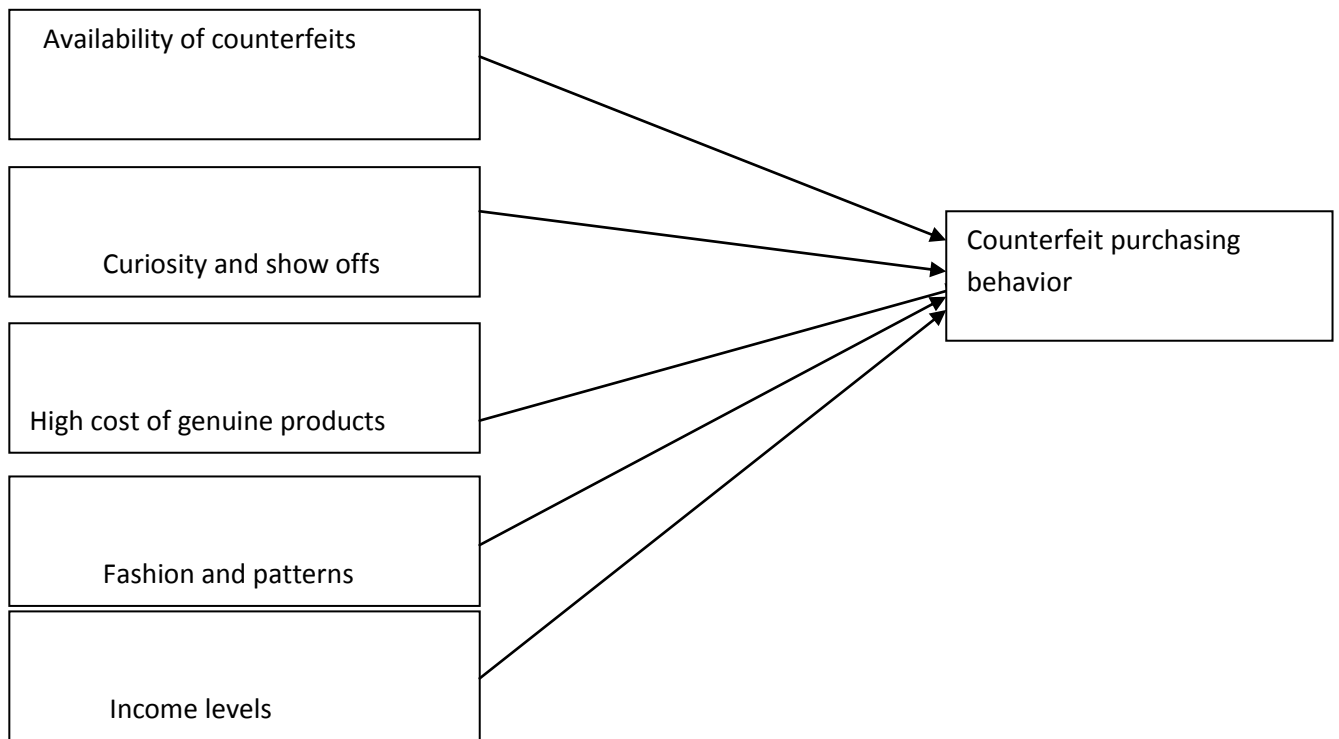 Availability of counterfeits
Curiosity and show offs
Counterfeit purchasing
behavior
High cost of genuine products
Fashion and patterns
Income levels